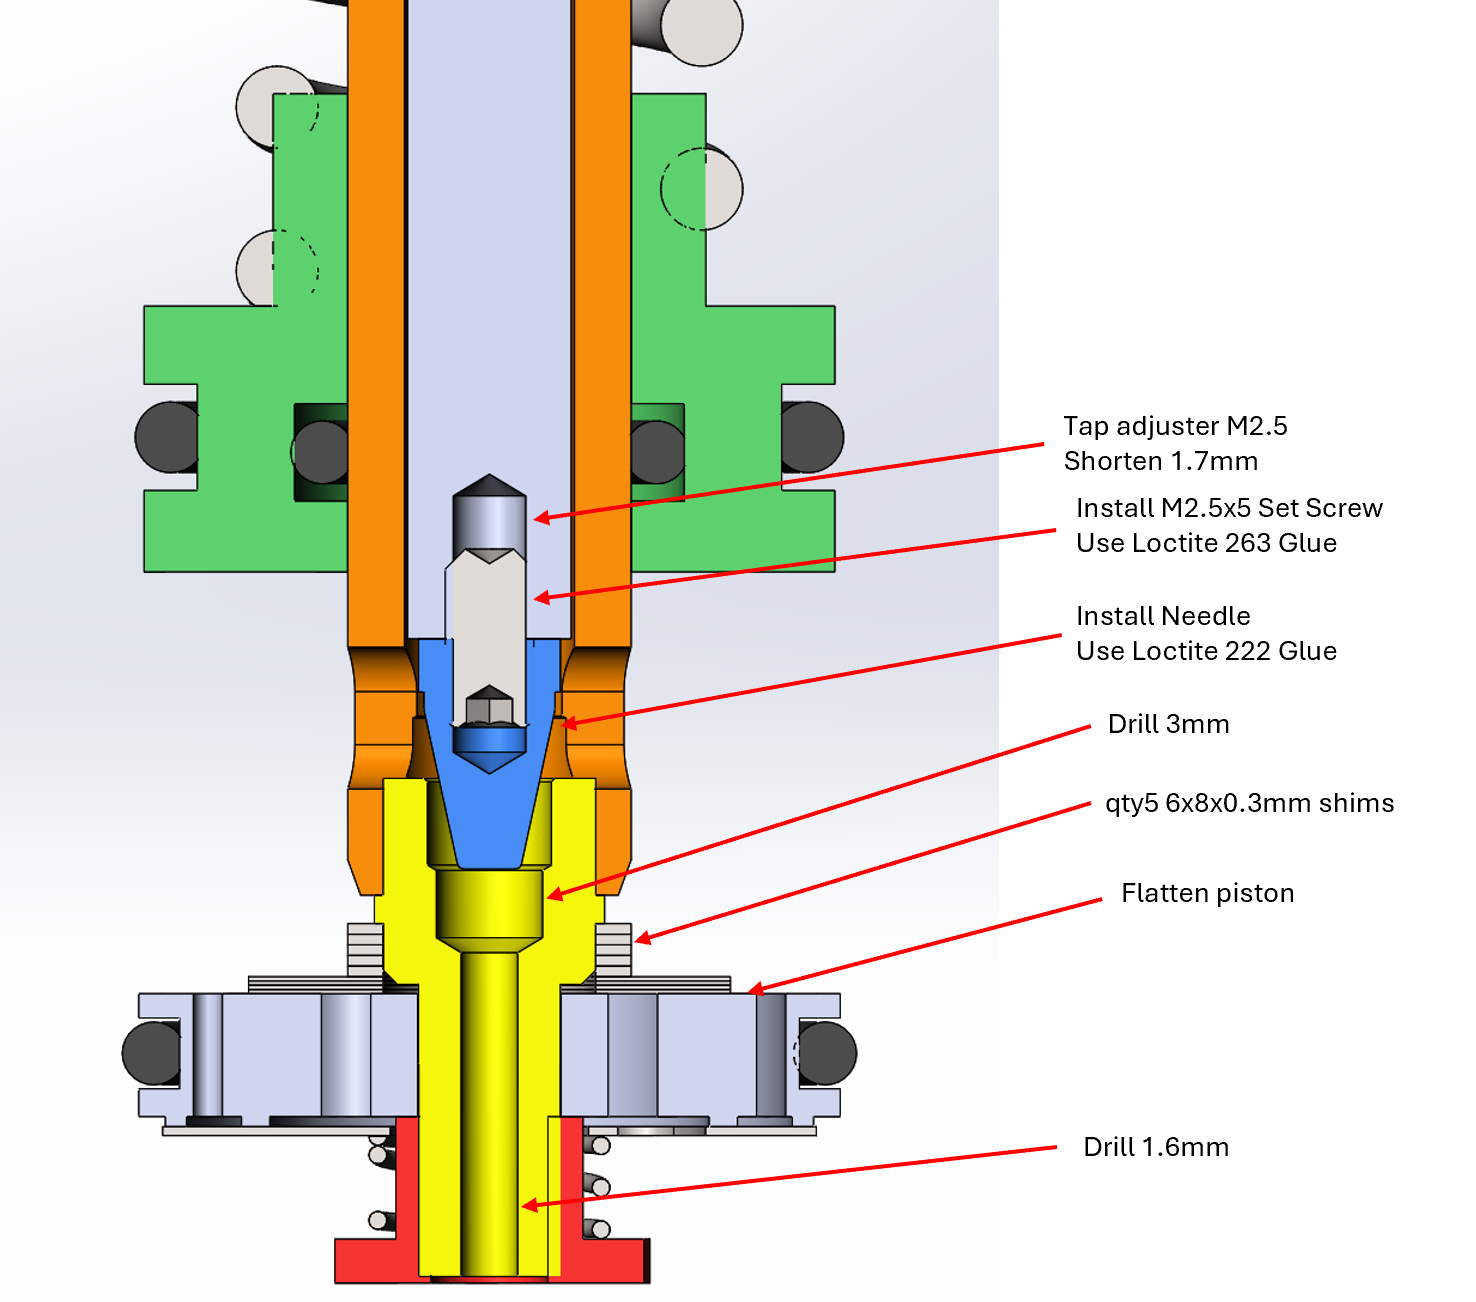 Tap adjuster M2.5
Shorten 1.7mm
Install M2.5x5 Set Screw
Use Loctite 263 Glue
Install Needle
Use Loctite 222 Glue
Drill 3mm
qty5 6x8x0.3mm shims
Flatten piston
Drill 1.6mm